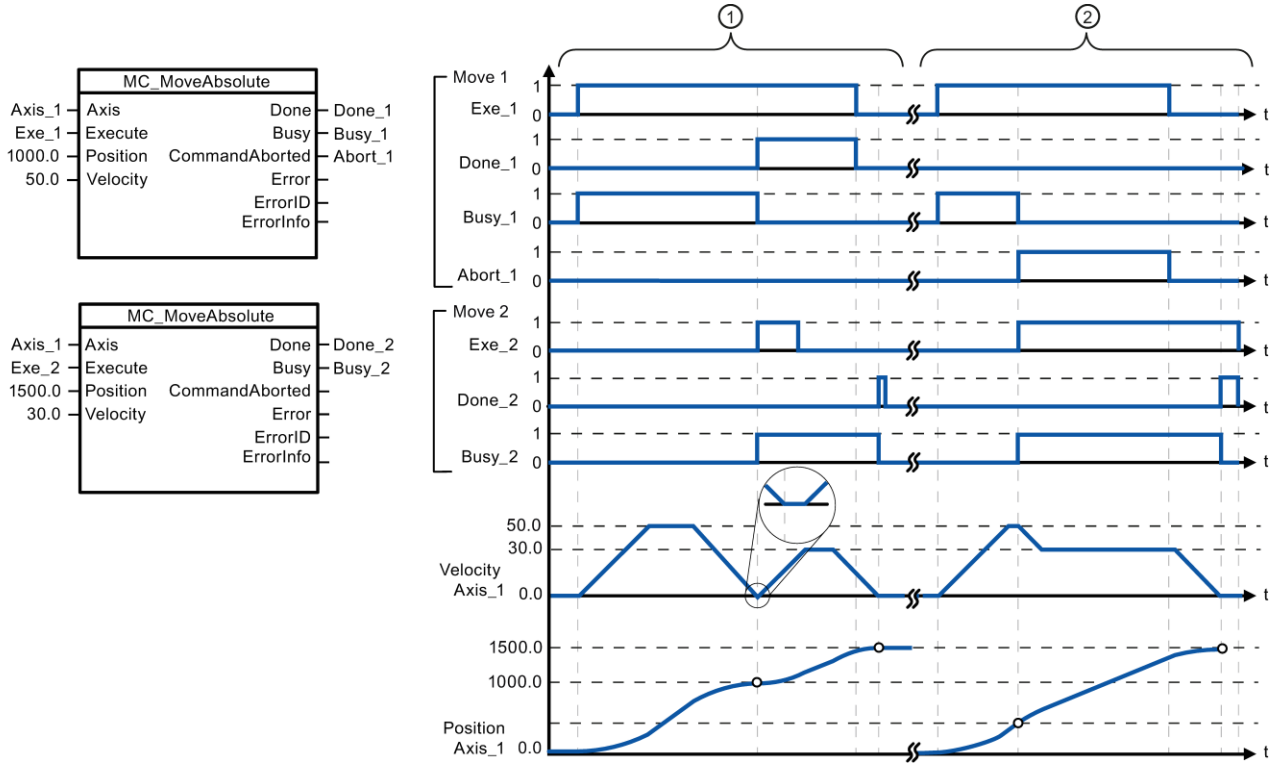 1
2
MC_MoveAbsolute
Axis_1 Axis Done Done_1
Exe_1 Execute Busy Busy_1
1000.0 Position CommandAborted Abort_1
50.0 Velocity Error
ErrorID
ErrorInfo
MC_MoveAbsolute
Axis_1 Axis Done Done_2
Exe_2 Execute Busy Busy_2
1500.0 Position CommandAborted
30.0 Velocity Error
ErrorID
ErrorInfo
Move 1
1
Exe_1 0 t
1
Done_1 0 t
1
Busy_1 0 t
1
Abort_1 0 t
Move 2
1
Exe_2 0 t
1
Done_2 0 t
1
Busy_2 0 t
50.0
30.0
Velocity
Axis_1 0.0 t
1500.0
1000.0
Position
Axis_1 0.0 t